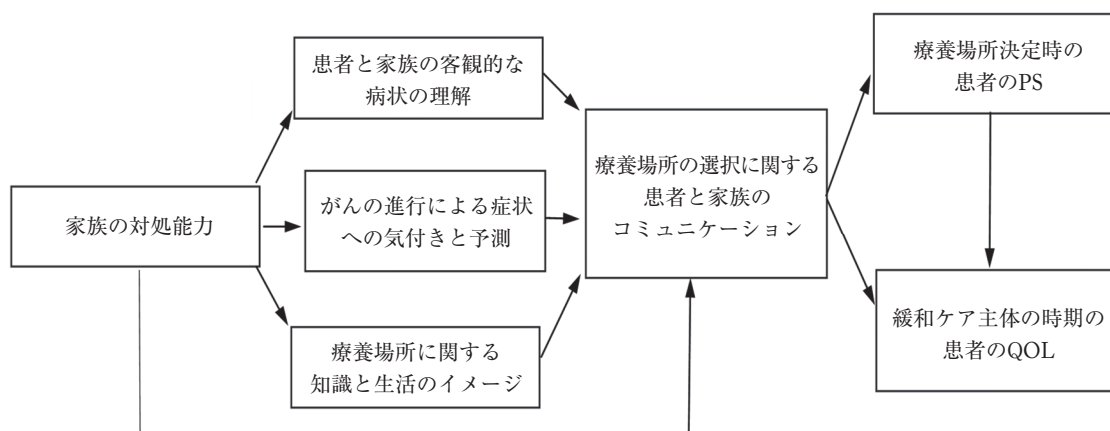 家族の対処能力
患者と家族の客観的な
病状の理解
がんの進行による症状
への気付きと予測
療養場所に関する
知識と生活のイメージ
療養場所の選択に関する
患者と家族の
コミュニケーション
療養場所決定時の
患者のPS
緩和ケア主体の時期の
患者のQOL